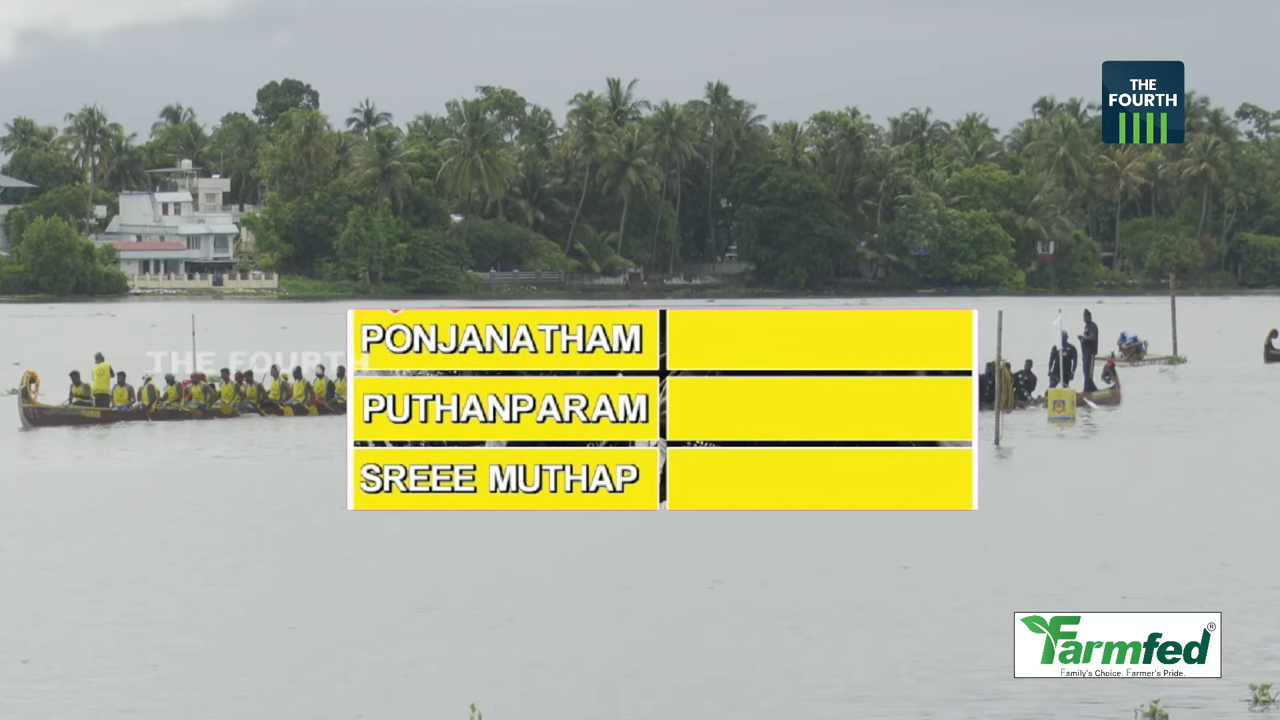 THE
FOURTH
THE FOURTH
PONJANATHAM
PUTHANPARAM
SREEE MUTHAP
Farmfed®
Family's Choice. Farmer's Pride.